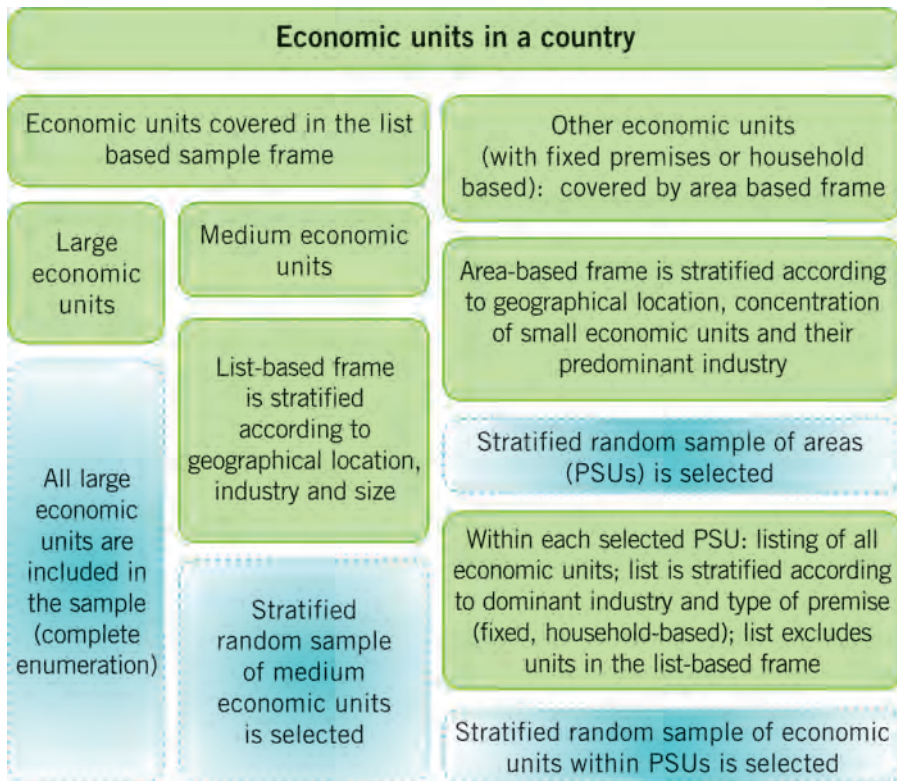 Economic units in a country
Economic units covered in the list
based sample frame
Large
economic
units
All large
economic
units are
included in
the sample
(complete
enumeration)
Medium economic
units
List-based frame
is stratified
according to
geographical location,
industry and size
Stratified
random sample
of medium
economic units
is selected
Other economic units
(with fixed premises or household
based): covered by area based frame
Area-based frame is stratified according
to geographical location, concentration
of small economic units and their
predominant industry
Stratified random sample of areas
(PSUs) is selected
Within each selected PSU: listing of all
economic units; list is stratified according
to dominant industry and type of premise
(fixed, household-based); list excludes
units in the list-based frame
Stratified random sample of economic
units within PSUs is selected